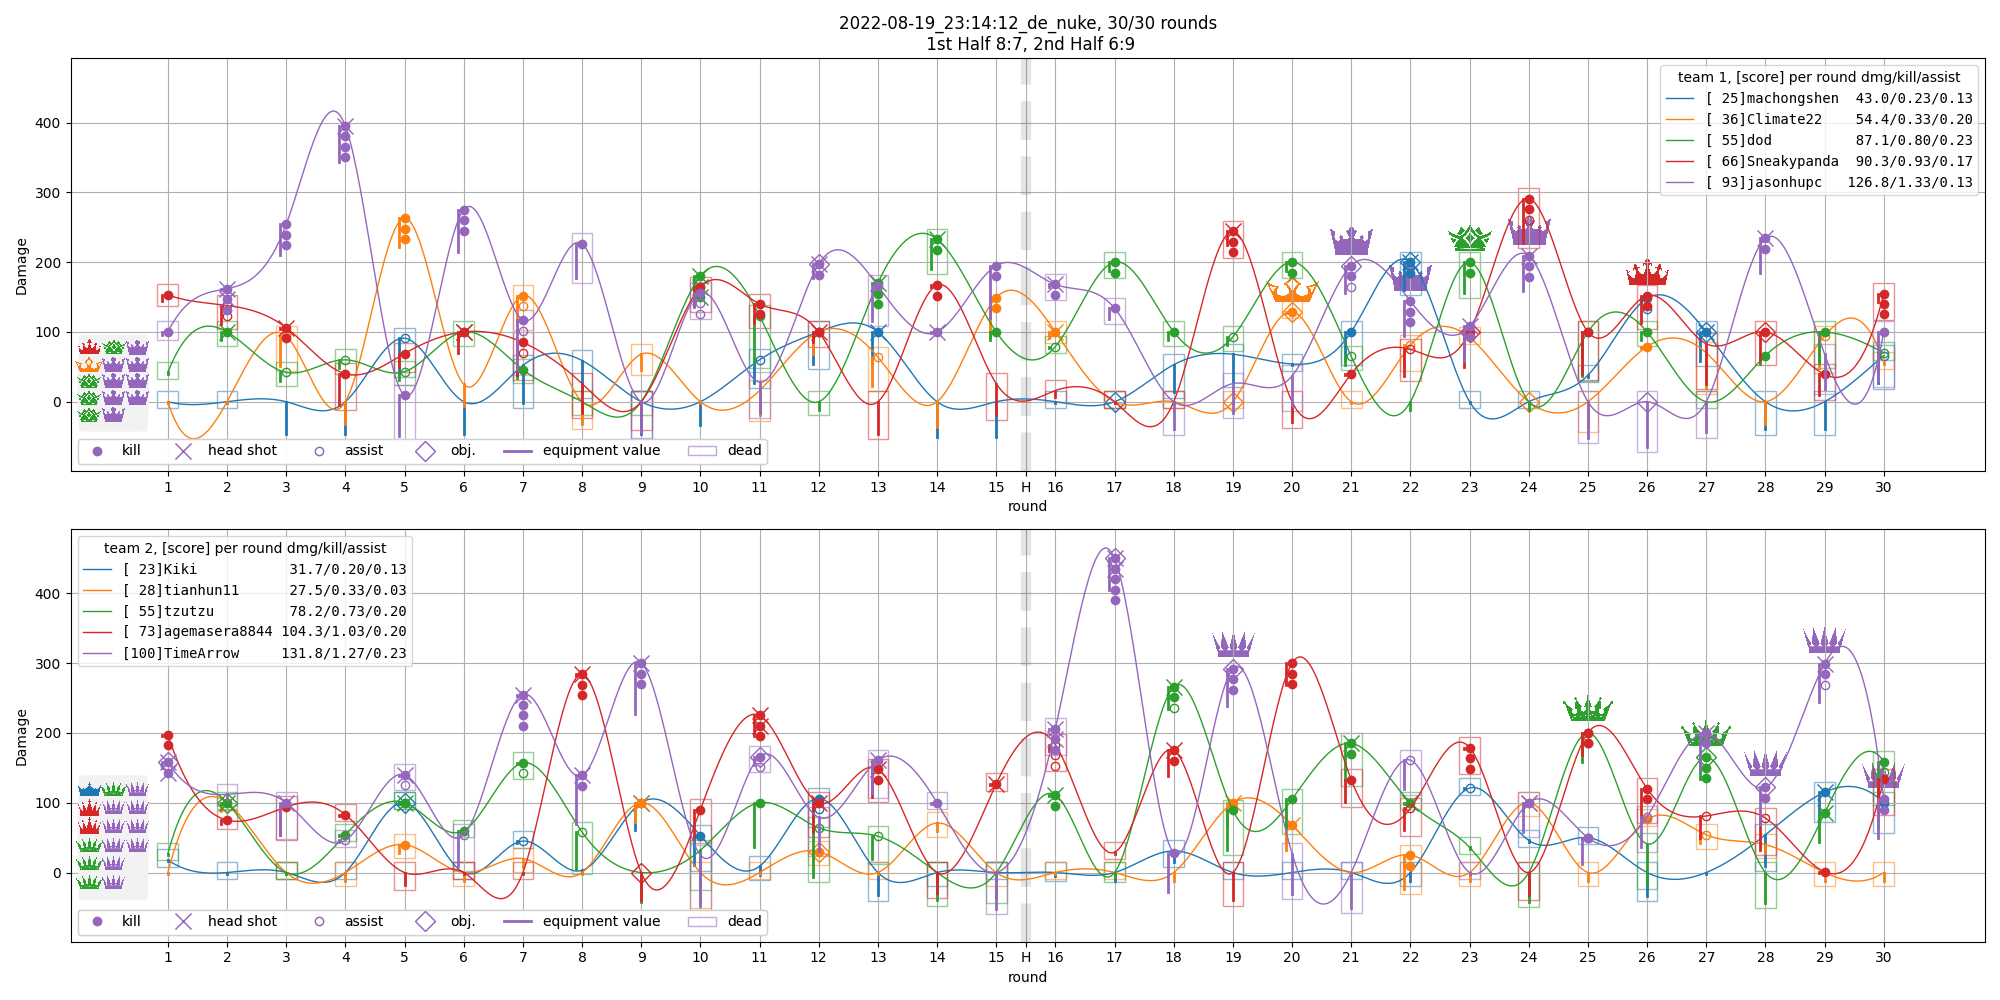 2022-08-19_23:14:12_de_nuke, 30/30 rounds
1st Half 8:7, 2nd Half 6:9
team 1, [score] per round dmg/kill/assist
[ 25]machongshen 43.0/0.23/0.13
[ 36]Climate22 54.4/0.33/0.20
[ 55]dod 87.1/0.80/0.23
[ 66]Sneakypanda 90.3/0.93/0.17
[ 93]jasonhupc 126.8/1.33/0.13
Damage
400
300
200
100
0
kill head shot assist obj. equipment value dead
1 2 3 4 5 6 7 8 9 10 11 12 13 14 15 H 16 17 18 19 20 21 22 23 24 25 26 27 28 29 30
round
team 2, [score] per round dmg/kill/assist
[ 23]Kiki 31.7/0.20/0.13
[ 28]tianhun11 27.5/0.33/0.03
[ 55]tzutzu 78.2/0.73/0.20
[ 73]agemasera8844 104.3/1.03/0.20
[100]TimeArrow 131.8/1.27/0.23
Damage
400
300
200
100
0
kill head shot assist obj. equipment value dead
1 2 3 4 5 6 7 8 9 10 11 12 13 14 15 H 16 17 18 19 20 21 22 23 24 25 26 27 28 29 30
round